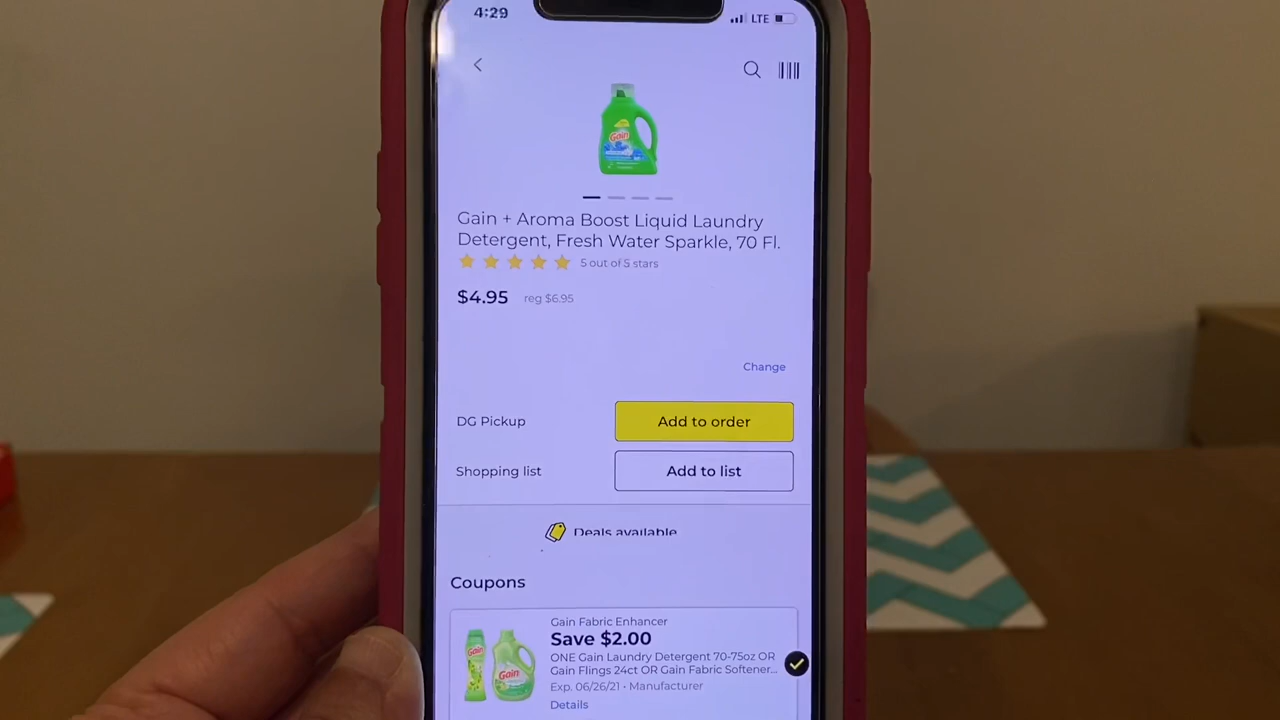 4:29
LTE
Gain
Gain + Aroma Boost Liquid Laundry
Detergent, Fresh Water Sparkle, 70 Fl.
5 out of 5 stars
$4.95 reg $6.95
Change
DG Pickup Add to order
Shopping list Add to list
Deals available
Coupons
Gain Fabric Enhancer
Save $2.00
ONE Gain Laundry Detergent 70-75oz OR
Gain Flings 24ct OR Gain Fabric Softener...
Exp. 06/26/21 • Manufacturer
Details
Gain
Gain